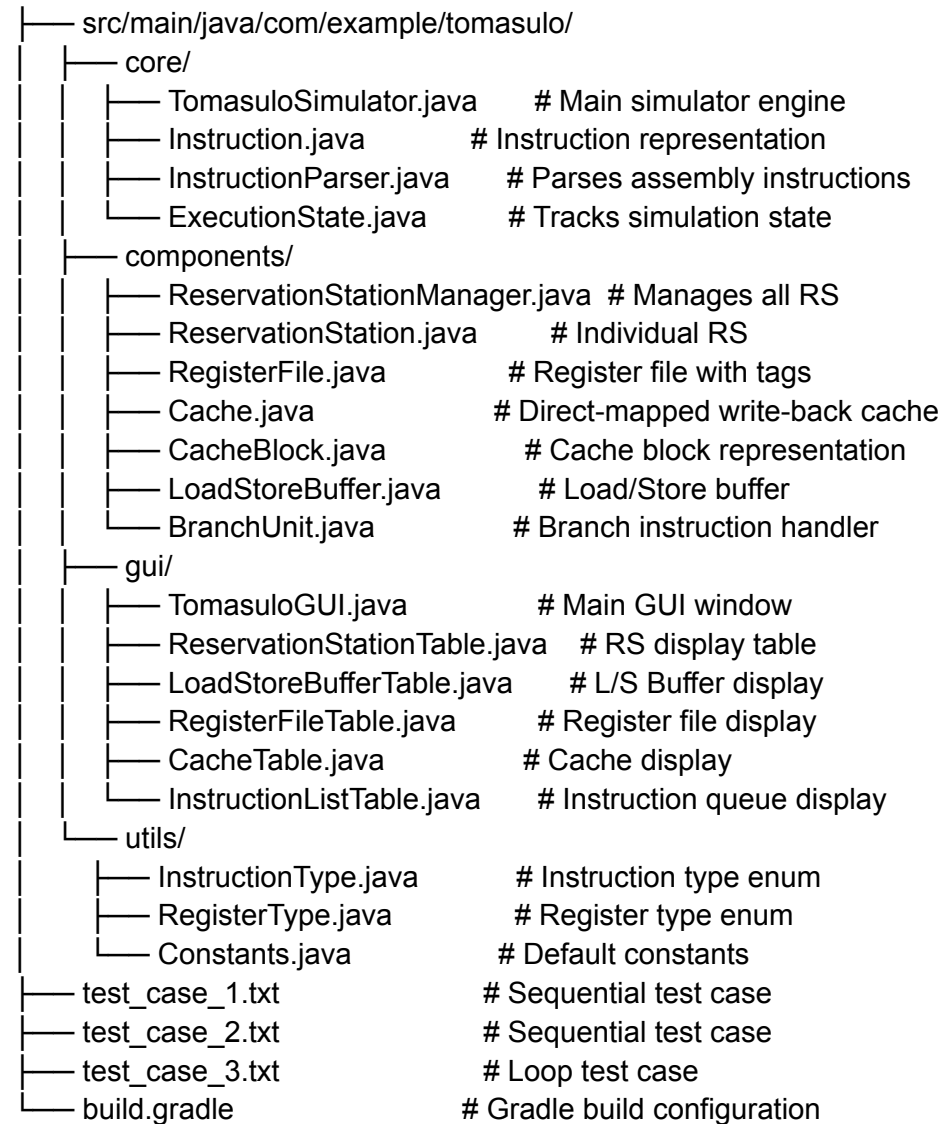 ├── src/main/java/com/example/tomasulo/
│   ├── core/
│   │   ├── TomasuloSimulator.java # Main simulator engine
│   │   ├── Instruction.java # Instruction representation
│   │   ├── InstructionParser.java # Parses assembly instructions
│   │   └── ExecutionState.java # Tracks simulation state
│   ├── components/
│   │   ├── ReservationStationManager.java # Manages all RS
│   │   ├── ReservationStation.java # Individual RS
│   │   ├── RegisterFile.java # Register file with tags
│   │   ├── Cache.java # Direct-mapped write-back cache
│   │   ├── CacheBlock.java # Cache block representation
│   │   ├── LoadStoreBuffer.java # Load/Store buffer
│   │   └── BranchUnit.java # Branch instruction handler
│   ├── gui/
│   │   ├── TomasuloGUI.java # Main GUI window
│   │   ├── ReservationStationTable.java # RS display table
│   │   ├── LoadStoreBufferTable.java # L/S Buffer display
│   │   ├── RegisterFileTable.java # Register file display
│   │   ├── CacheTable.java # Cache display
│   │   └── InstructionListTable.java # Instruction queue display
│   └── utils/
│       ├── InstructionType.java # Instruction type enum
│       ├── RegisterType.java # Register type enum
│       └── Constants.java # Default constants
├── test_case_1.txt # Sequential test case
├── test_case_2.txt # Sequential test case
├── test_case_3.txt # Loop test case
└── build.gradle # Gradle build configuration